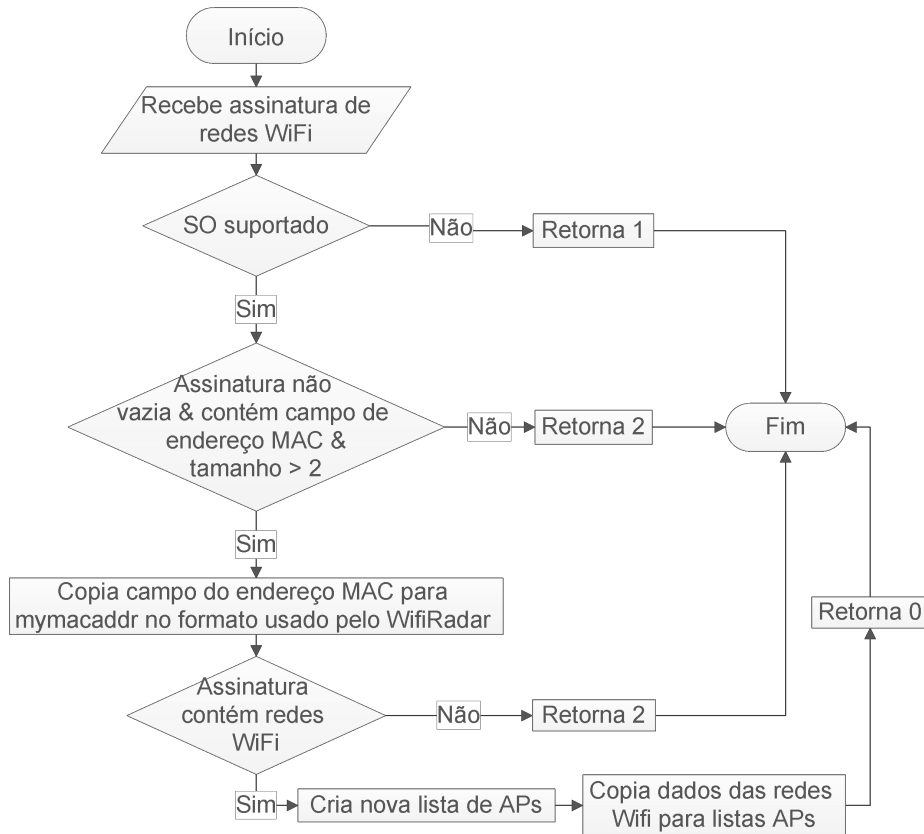 Início
Recebe assinatura de
redes WiFi
SO suportado
Não
Retorna 1
Sim
Assinatura não
vazia & contém campo de
endereço MAC &
tamanho > 2
Não
Retorna 2
Fim
Sim
Copia campo do endereço MAC para
mymacaddr no formato usado pelo WifiRadar
Retorna 0
Assinatura
contém redes
WiFi
Não
Retorna 2
Sim
Cria nova lista de APs
Copia dados das redes
Wifi para listas APs